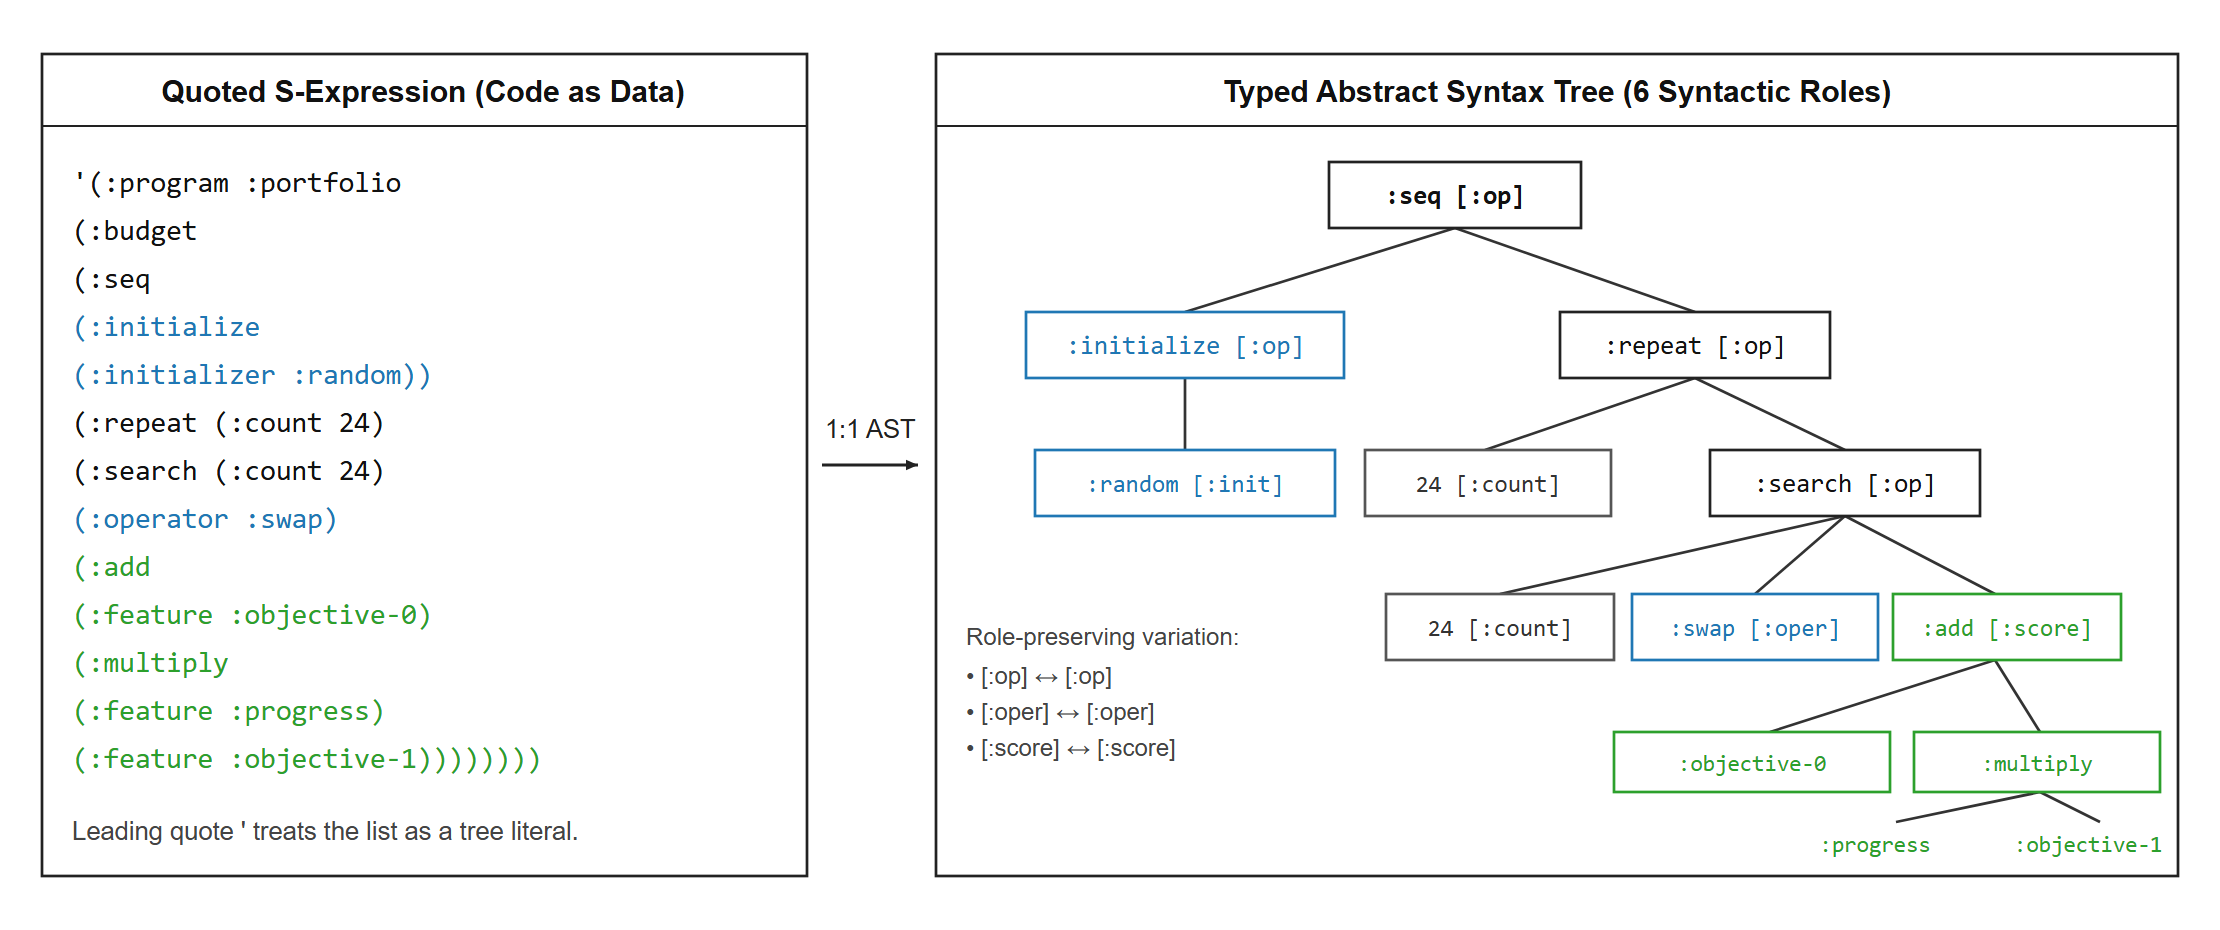 Quoted S-Expression (Code as Data)
'(:program :portfolio
(:budget
(:seq
(:initialize
(:initializer :random))
(:repeat (:count 24)
(:search (:count 24)
(:operator :swap)
(:add
(:feature :objective-0)
(:multiply
(:feature :progress)
(:feature :objective-1))))))))
Leading quote ' treats the list as a tree literal.
1:1 AST
Typed Abstract Syntax Tree (6 Syntactic Roles)
:seq [:op]
:initialize [:op]
:repeat [:op]
:random [:init]
24 [:count]
:search [:op]
24 [:count]
:swap [:oper]
:add [:score]
:objective-0
:multiply
:progress
:objective-1
Role-preserving variation:
• [:op] ↔ [:op]
• [:oper] ↔ [:oper]
• [:score] ↔ [:score]